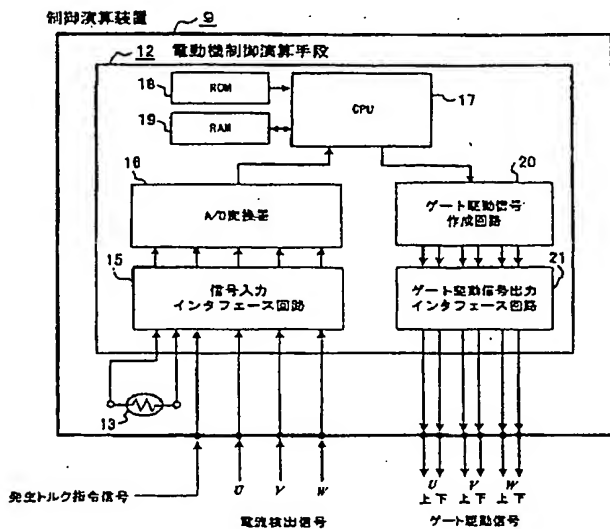 制御演算装置
9
12 電動機制御演算手段
18 ROM
CPU 17
19 RAM
16
A/D変換器
20
ゲート駆動信号
作成回路
15
信号入力
インタフェース回路
21
ゲート駆動信号出力
インタフェース回路
13
発生トルク指令信号
U V W
電流検出信号
U V W
上下 上下 上下
ゲート駆動信号